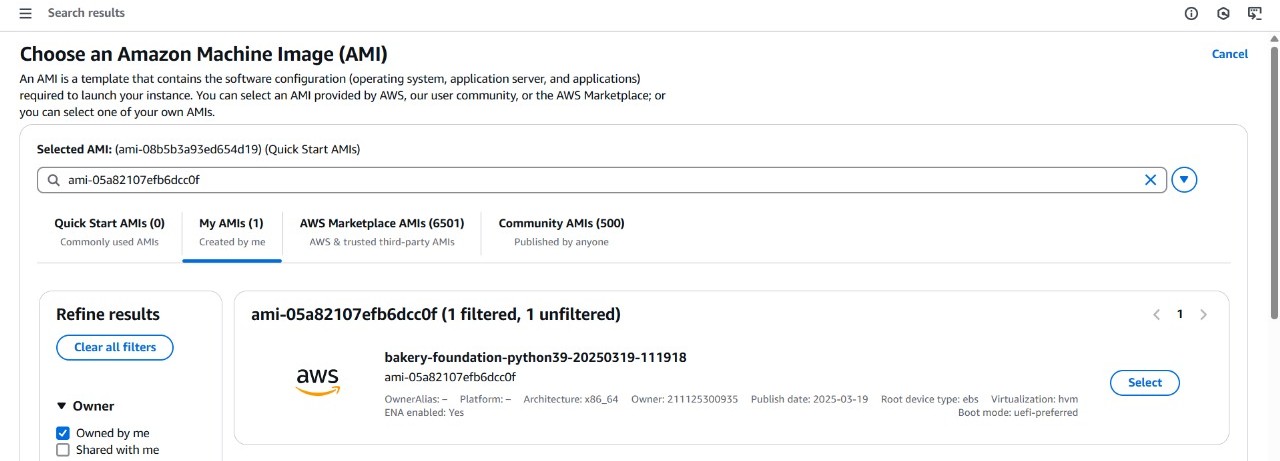 Search results
Choose an Amazon Machine Image (AMI)
Cancel
An AMI is a template that contains the software configuration (operating system, application server, and applications)
required to launch your instance. You can select an AMI provided by AWS, our user community, or the AWS Marketplace; or
you can select one of your own AMIs.
Selected AMI: (ami-08b5b3a93ed654d19) (Quick Start AMIs)
ami-05a82107efb6dcc0f
Quick Start AMIs (0)
Commonly used AMIs
My AMIs (1)
Created by me
AWS Marketplace AMIs (6501)
AWS & trusted third-party AMIs
Community AMIs (500)
Published by anyone
Refine results
Clear all filters
Owner
Owned by me
Shared with me
ami-05a82107efb6dcc0f (1 filtered, 1 unfiltered)
1
aws
bakery-foundation-python39-20250319-111918
ami-05a82107efb6dcc0f
OwnerAlias: – Platform: – Architecture: x86_64 Owner: 211125300935 Publish date: 2025-03-19 Root device type: ebs Virtualization: hvm
ENA enabled: Yes Boot mode: uefi-preferred
Select